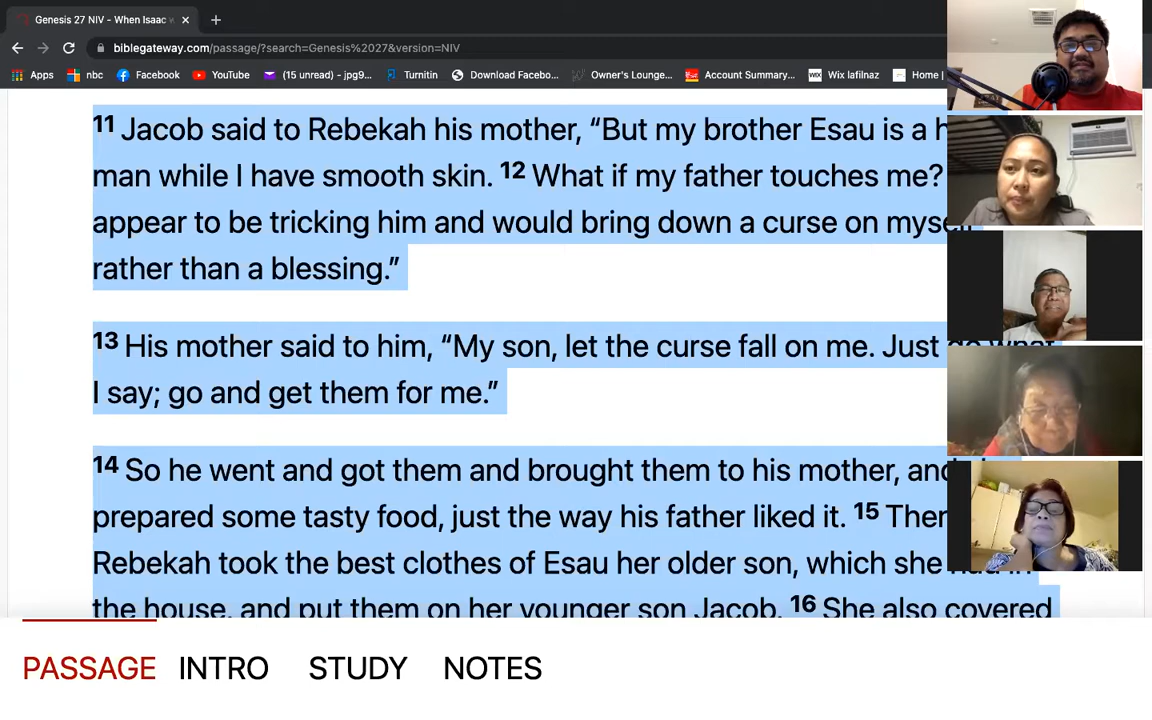 Genesis 27 NIV - When Isaac w
biblegateway.com/passage/?search=Genesis%2027&version=NIV
Apps nbc Facebook YouTube (15 unread) - jpg9... Turnitin Download Facebo... Owner's Lounge... Account Summary... WIX Wix lafilnaz Home |
11 Jacob said to Rebekah his mother, “But my brother Esau is a h
man while I have smooth skin. 12 What if my father touches me?
appear to be tricking him and would bring down a curse on myself
rather than a blessing.”
13 His mother said to him, “My son, let the curse fall on me. Just do what
I say; go and get them for me.”
14 So he went and got them and brought them to his mother, and
prepared some tasty food, just the way his father liked it. 15 Then
Rebekah took the best clothes of Esau her older son, which she had in
the house, and put them on her younger son Jacob. 16 She also covered
PASSAGE INTRO STUDY NOTES